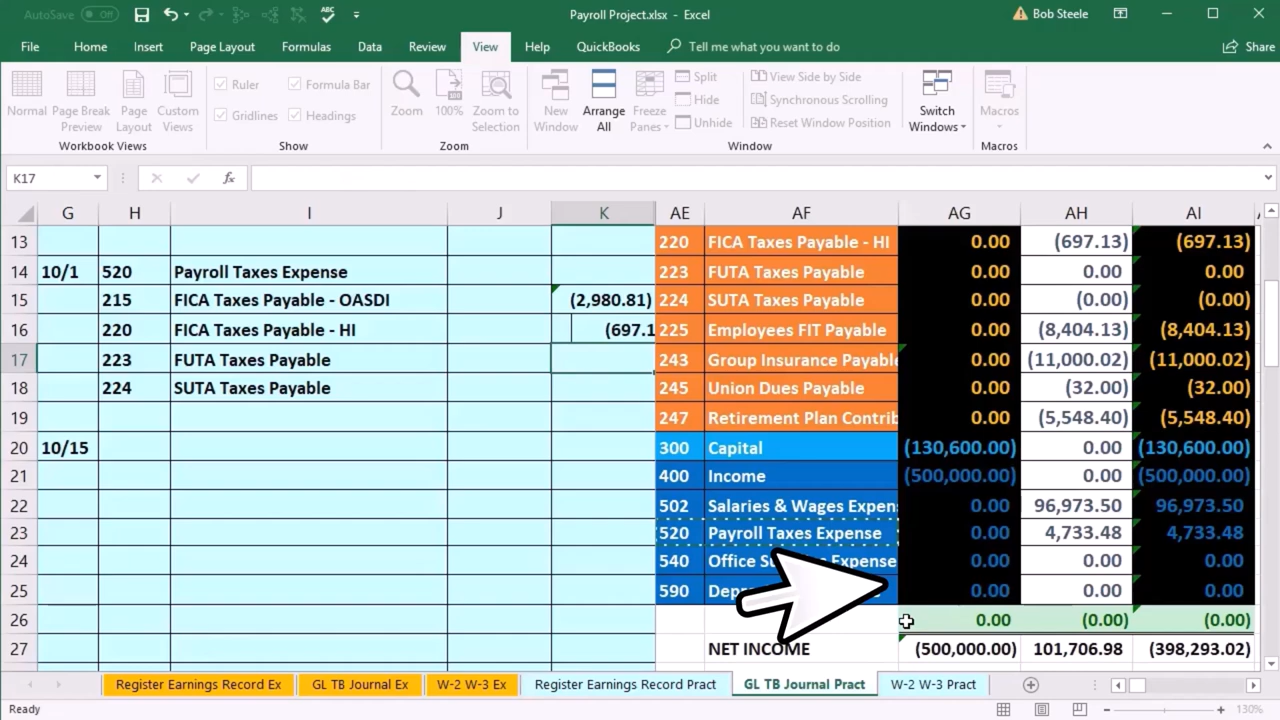 AutoSave Off Payroll Project.xlsx - Excel Bob Steele
File Home Insert Page Layout Formulas Data Review View Help QuickBooks Tell me what you want to do Share
Normal Page Break Preview Page Layout Custom Views
Workbook Views
Ruler Formula Bar
Gridlines Headings
Show
Zoom 100% Zoom to Selection
Zoom
New Window Arrange All Freeze Panes
Split
Hide
Unhide
View Side by Side
Synchronous Scrolling
Reset Window Position
Switch Windows
Window
Macros
Macros
K17 fx
G H I J K AE AF AG AH AI
13 220 FICA Taxes Payable - HI 0.00 (697.13) (697.13)
14 10/1 520 Payroll Taxes Expense 223 FUTA Taxes Payable 0.00 0.00 0.00
15 215 FICA Taxes Payable - OASDI (2,980.81) 224 SUTA Taxes Payable 0.00 (0.00) (0.00)
16 220 FICA Taxes Payable - HI (697.1 225 Employees FIT Payable 0.00 (8,404.13) (8,404.13)
17 223 FUTA Taxes Payable 243 Group Insurance Payable 0.00 (11,000.02) (11,000.02)
18 224 SUTA Taxes Payable 245 Union Dues Payable 0.00 (32.00) (32.00)
19 247 Retirement Plan Contrib 0.00 (5,548.40) (5,548.40)
20 10/15 300 Capital (130,600.00) 0.00 (130,600.00)
21 400 Income (500,000.00) 0.00 (500,000.00)
22 502 Salaries & Wages Expen 0.00 96,973.50 96,973.50
23 520 Payroll Taxes Expense 0.00 4,733.48 4,733.48
24 540 Office Expense 0.00 0.00 0.00
25 590 0.00 0.00 0.00
26 0.00 (0.00) (0.00)
27 NET INCOME (500,000.00) 101,706.98 (398,293.02)
Register Earnings Record Ex GL TB Journal Ex W-2 W-3 Ex Register Earnings Record Pract GL TB Journal Pract W-2 W-3 Pract
Ready 130%